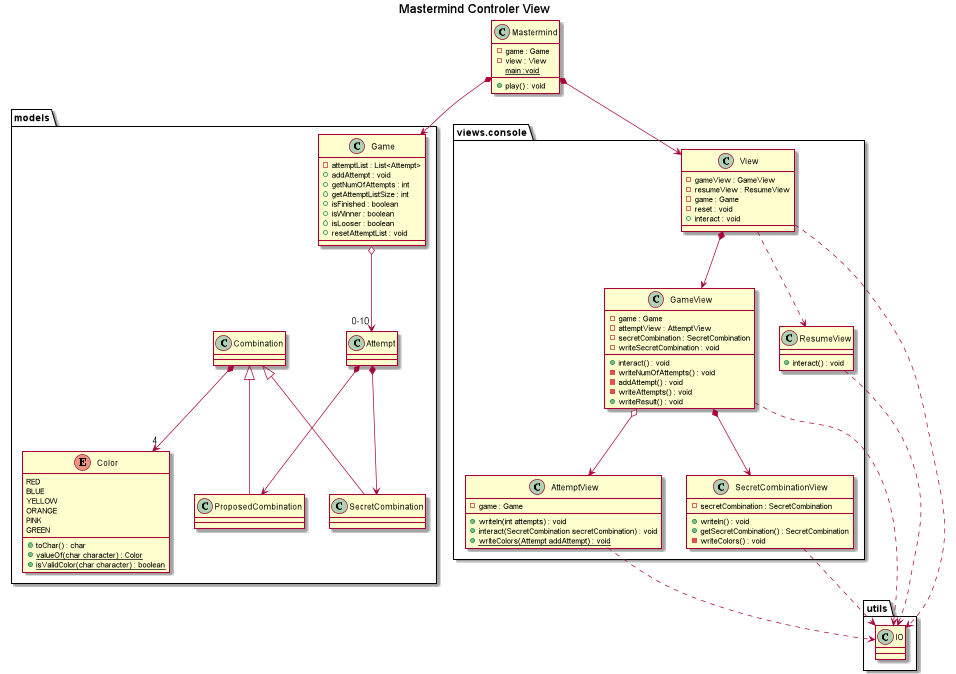 Mastermind Controler View
C Mastermind
game : Game
view : View
main :void
play() : void
models
C Game
attemptList : List<Attempt>
addAttempt : void
getNumOfAttempts : int
getAttemptListSize : int
isFinished : boolean
isWinner : boolean
isLooser : boolean
resetAttemptList : void
0-10
C Combination
C Attempt
4
E Color
RED
BLUE
YELLOW
ORANGE
PINK
GREEN
toChar() : char
valueOf(char character) : Color
isValidColor(char character) : boolean
C ProposedCombination
C SecretCombination
views.console
C View
gameView : GameView
resumeView : ResumeView
game : Game
reset : void
interact : void
C GameView
game : Game
attemptView : AttemptView
secretCombination : SecretCombination
writeSecretCombination : void
interact() : void
writeNumOfAttempts() : void
addAttempt() : void
writeAttempts() : void
writeResult() : void
C ResumeView
interact() : void
C AttemptView
game : Game
writeln(int attempts) : void
interact(SecretCombination secretCombination) : void
writeColors(Attempt addAttempt) : void
C SecretCombinationView
secretCombination : SecretCombination
writeln() : void
getSecretCombination() : SecretCombination
writeColors() : void
utils
C IO